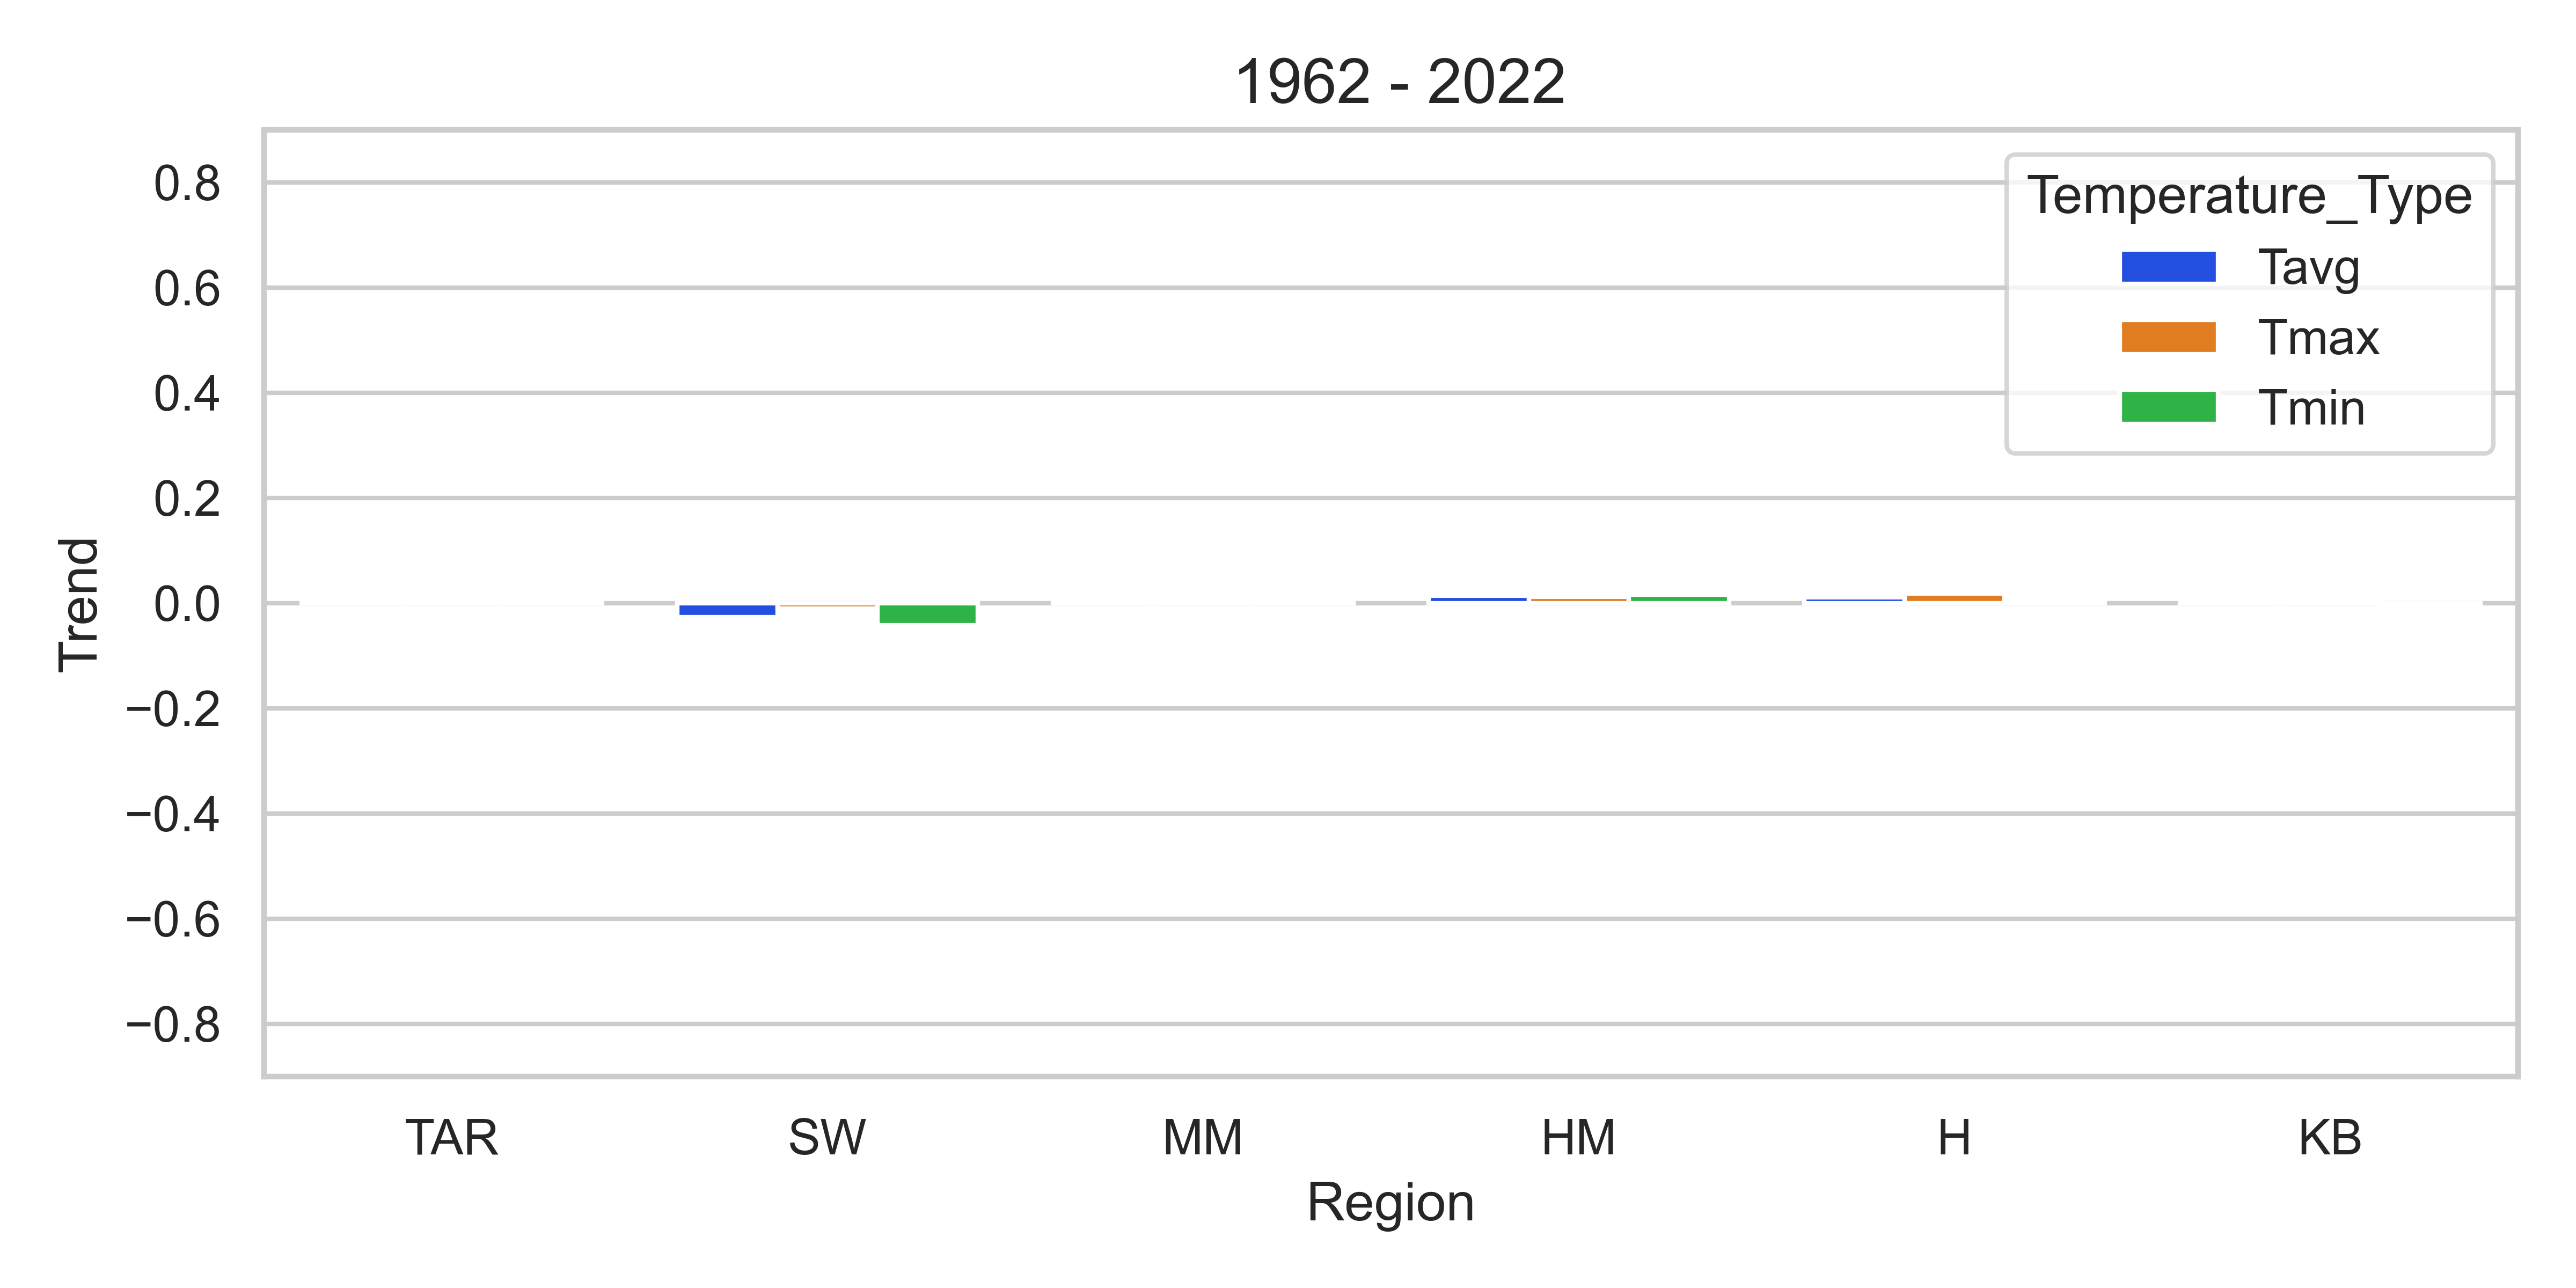 1962 - 2022
0.8
0.6
0.4
0.2
0.0
−0.2
−0.4
−0.6
−0.8
Trend
Temperature_Type
Tavg
Tmax
Tmin
TAR SW MM HM H KB
Region